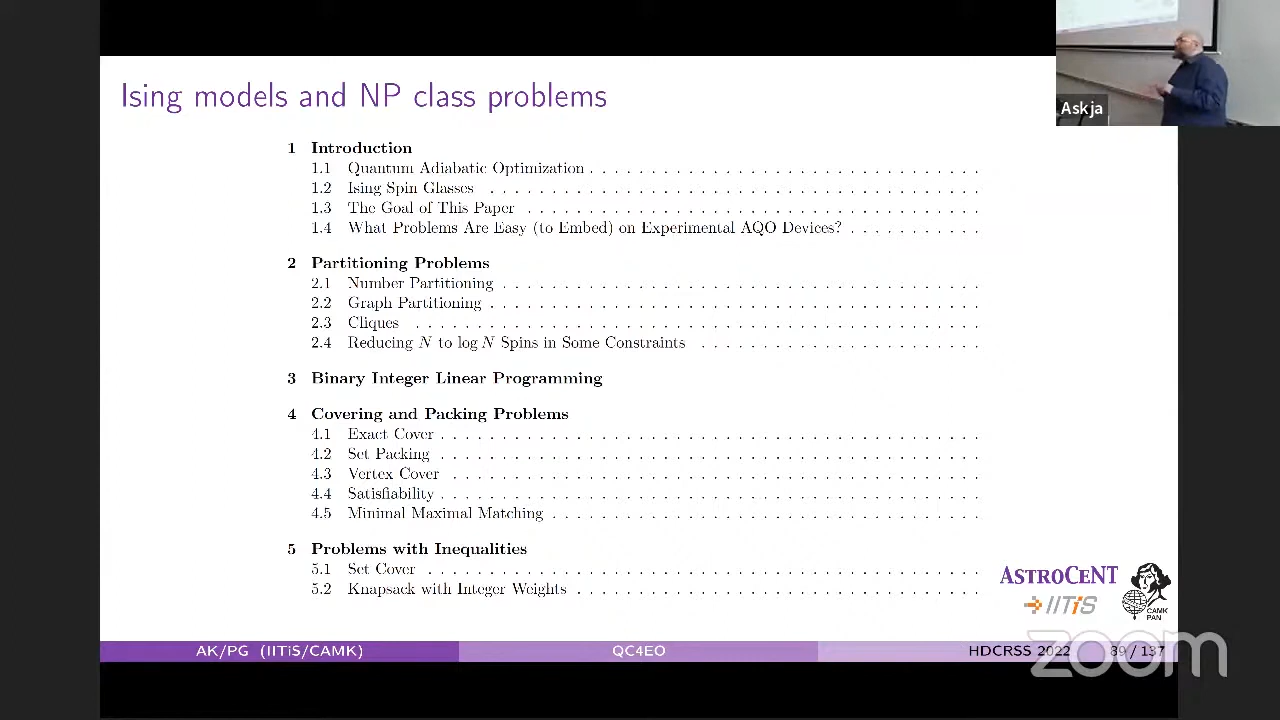 Ising models and NP class problems
Askja
1 Introduction
1.1 Quantum Adiabatic Optimization . . . . . . . . . . . . . . . . . . . . . . . . . . . . . . . .
1.2 Ising Spin Glasses . . . . . . . . . . . . . . . . . . . . . . . . . . . . . . . . . . . . . . . .
1.3 The Goal of This Paper . . . . . . . . . . . . . . . . . . . . . . . . . . . . . . . . . . . . .
1.4 What Problems Are Easy (to Embed) on Experimental AQO Devices? . . . . . . . . . . .
2 Partitioning Problems
2.1 Number Partitioning . . . . . . . . . . . . . . . . . . . . . . . . . . . . . . . . . . . . . . .
2.2 Graph Partitioning . . . . . . . . . . . . . . . . . . . . . . . . . . . . . . . . . . . . . . . .
2.3 Cliques . . . . . . . . . . . . . . . . . . . . . . . . . . . . . . . . . . . . . . . . . . . . . .
2.4 Reducing N to log N Spins in Some Constraints . . . . . . . . . . . . . . . . . . . . . . .
3 Binary Integer Linear Programming
4 Covering and Packing Problems
4.1 Exact Cover . . . . . . . . . . . . . . . . . . . . . . . . . . . . . . . . . . . . . . . . . . . .
4.2 Set Packing . . . . . . . . . . . . . . . . . . . . . . . . . . . . . . . . . . . . . . . . . . . .
4.3 Vertex Cover . . . . . . . . . . . . . . . . . . . . . . . . . . . . . . . . . . . . . . . . . . .
4.4 Satisfiability . . . . . . . . . . . . . . . . . . . . . . . . . . . . . . . . . . . . . . . . . . . .
4.5 Minimal Maximal Matching . . . . . . . . . . . . . . . . . . . . . . . . . . . . . . . . . . .
5 Problems with Inequalities
5.1 Set Cover . . . . . . . . . . . . . . . . . . . . . . . . . . . . . . . . . . . . . . . . . . . . .
5.2 Knapsack with Integer Weights . . . . . . . . . . . . . . . . . . . . . . . . . . . . . . . . .
ASTROCENT
IITiS
CAMK
PAN
AK/PG (IITiS/CAMK) QC4EO HDCRSS 2022 89 / 137
zoom